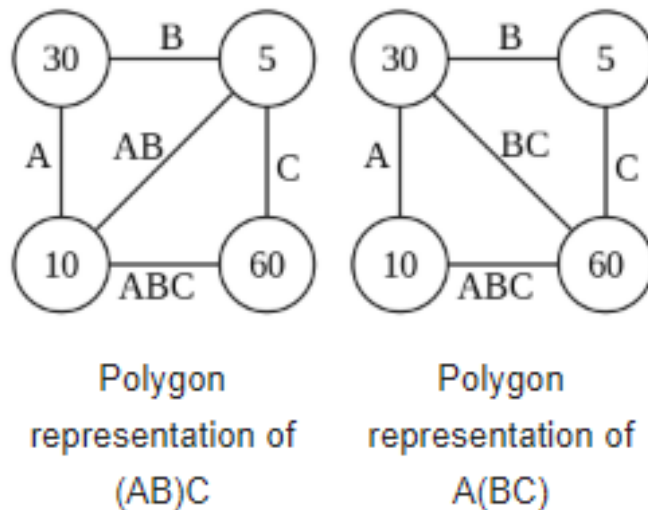 B B
30 5 30 5
A AB C A BC C
10 60 10 60
ABC ABC
Polygon Polygon
representation of representation of
(AB)C A(BC)